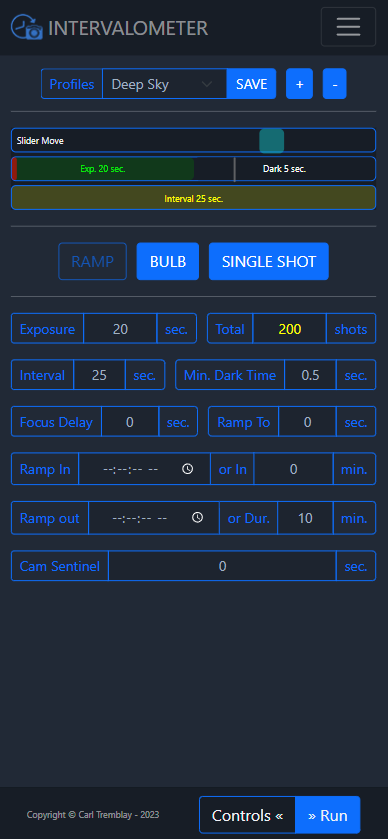 INTERVALOMETER
Profiles Deep Sky SAVE + -
Slider Move
Exp. 20 sec. Dark 5 sec.
Interval 25 sec.
RAMP BULB SINGLE SHOT
Exposure 20 sec. Total 200 shots
Interval 25 sec. Min. Dark Time 0.5 sec.
Focus Delay 0 sec. Ramp To 0 sec.
Ramp In --:--:-- -- or In 0 min.
Ramp out --:--:-- -- or Dur. 10 min.
Cam Sentinel 0 sec.
Copyright © Carl Tremblay - 2023 Controls « » Run